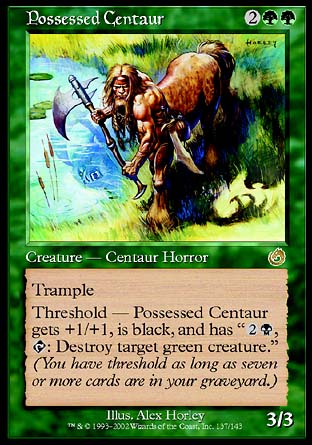 Possessed Centaur 2
HORLEY
Creature — Centaur Horror
Trample
Threshold — Possessed Centaur
gets +1/+1, is black, and has “2 ,
: Destroy target green creature.”
(You have threshold as long as seven
or more cards are in your graveyard.)
Illus. Alex Horley
3/3
™ & © 1993–2002 Wizards of the Coast, Inc. 137/143